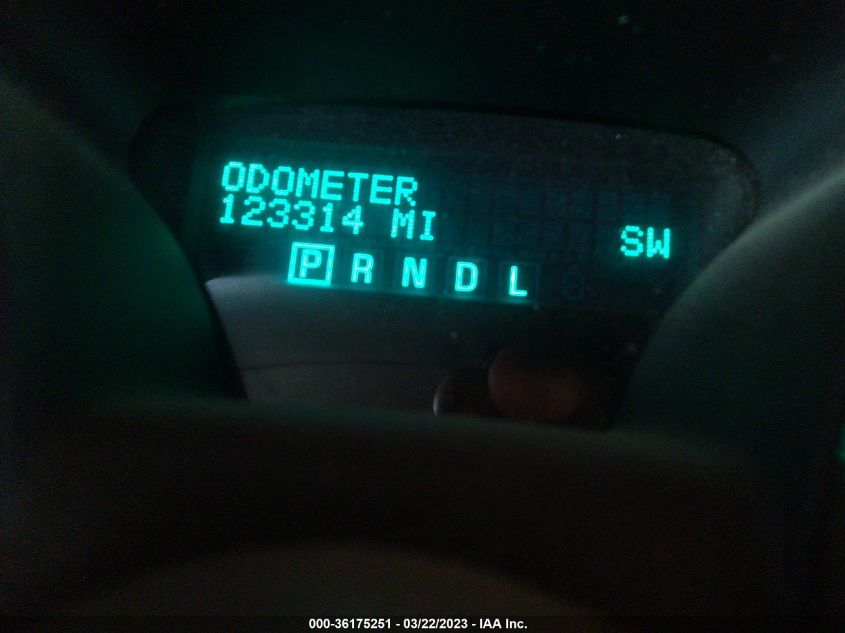 ODOMETER
123314 MI
SW
P R N D L
000-36175251 - 03/22/2023 - IAA Inc.